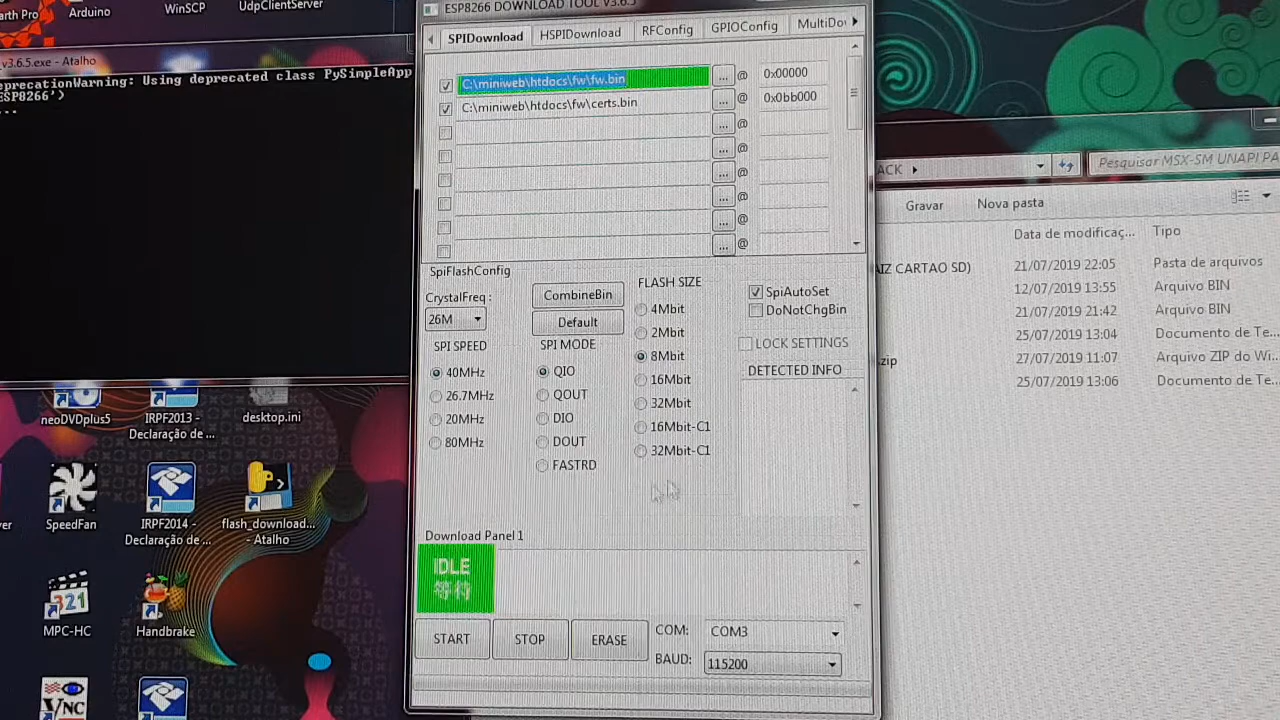 arth Pro
Arduino
WinSCP
UdpClientServer
v3.6.5.exe - Atalho
eprecationWarning: Using deprecated class PySimpleApp
ESP8266')
...
ESP8266 DOWNLOAD TOOL V3.6.5
SPIDownload
HSPIDownload
RFConfig
GPIOConfig
MultiDo
C:\miniweb\htdocs\fw\fw.bin
...
@
0x00000
C:\miniweb\htdocs\fw\certs.bin
...
@
0x0bb000
...
@
...
@
...
@
...
@
...
@
...
@
SpiFlashConfig
CrystalFreq :
26M
CombineBin
Default
SPI SPEED
40MHz
26.7MHz
20MHz
80MHz
SPI MODE
QIO
QOUT
DIO
DOUT
FASTRD
FLASH SIZE
4Mbit
2Mbit
8Mbit
16Mbit
32Mbit
16Mbit-C1
32Mbit-C1
SpiAutoSet
DoNotChgBin
LOCK SETTINGS
DETECTED INFO
Download Panel 1
IDLE
等待
START
STOP
ERASE
COM:
COM3
BAUD:
115200
ACK
Pesquisar MSX-SM UNAPI PA
Gravar
Nova pasta
Data de modificaç...
Tipo
AIZ CARTAO SD)
21/07/2019 22:05
Pasta de arquivos
12/07/2019 13:55
Arquivo BIN
21/07/2019 21:42
Arquivo BIN
25/07/2019 13:04
Documento de Te...
.zip
27/07/2019 11:07
Arquivo ZIP do Wi...
25/07/2019 13:06
Documento de Te...
neoDVDplus5
IRPF2013 -
Declaração de ...
desktop.ini
ver
SpeedFan
IRPF2014 -
Declaração de ...
flash_download...
- Atalho
321
MPC-HC
Handbrake
VNC